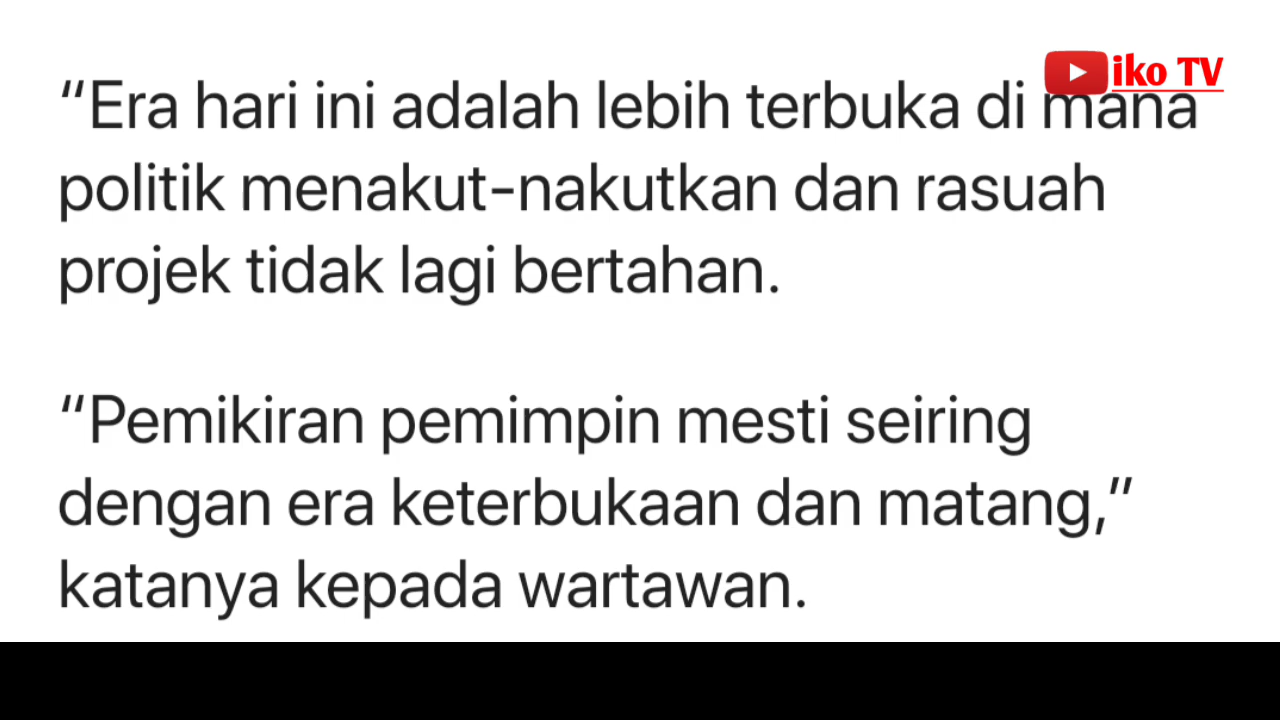 iko TV
“Era hari ini adalah lebih terbuka di mana
politik menakut-nakutkan dan rasuah
projek tidak lagi bertahan.
“Pemikiran pemimpin mesti seiring
dengan era keterbukaan dan matang,”
katanya kepada wartawan.